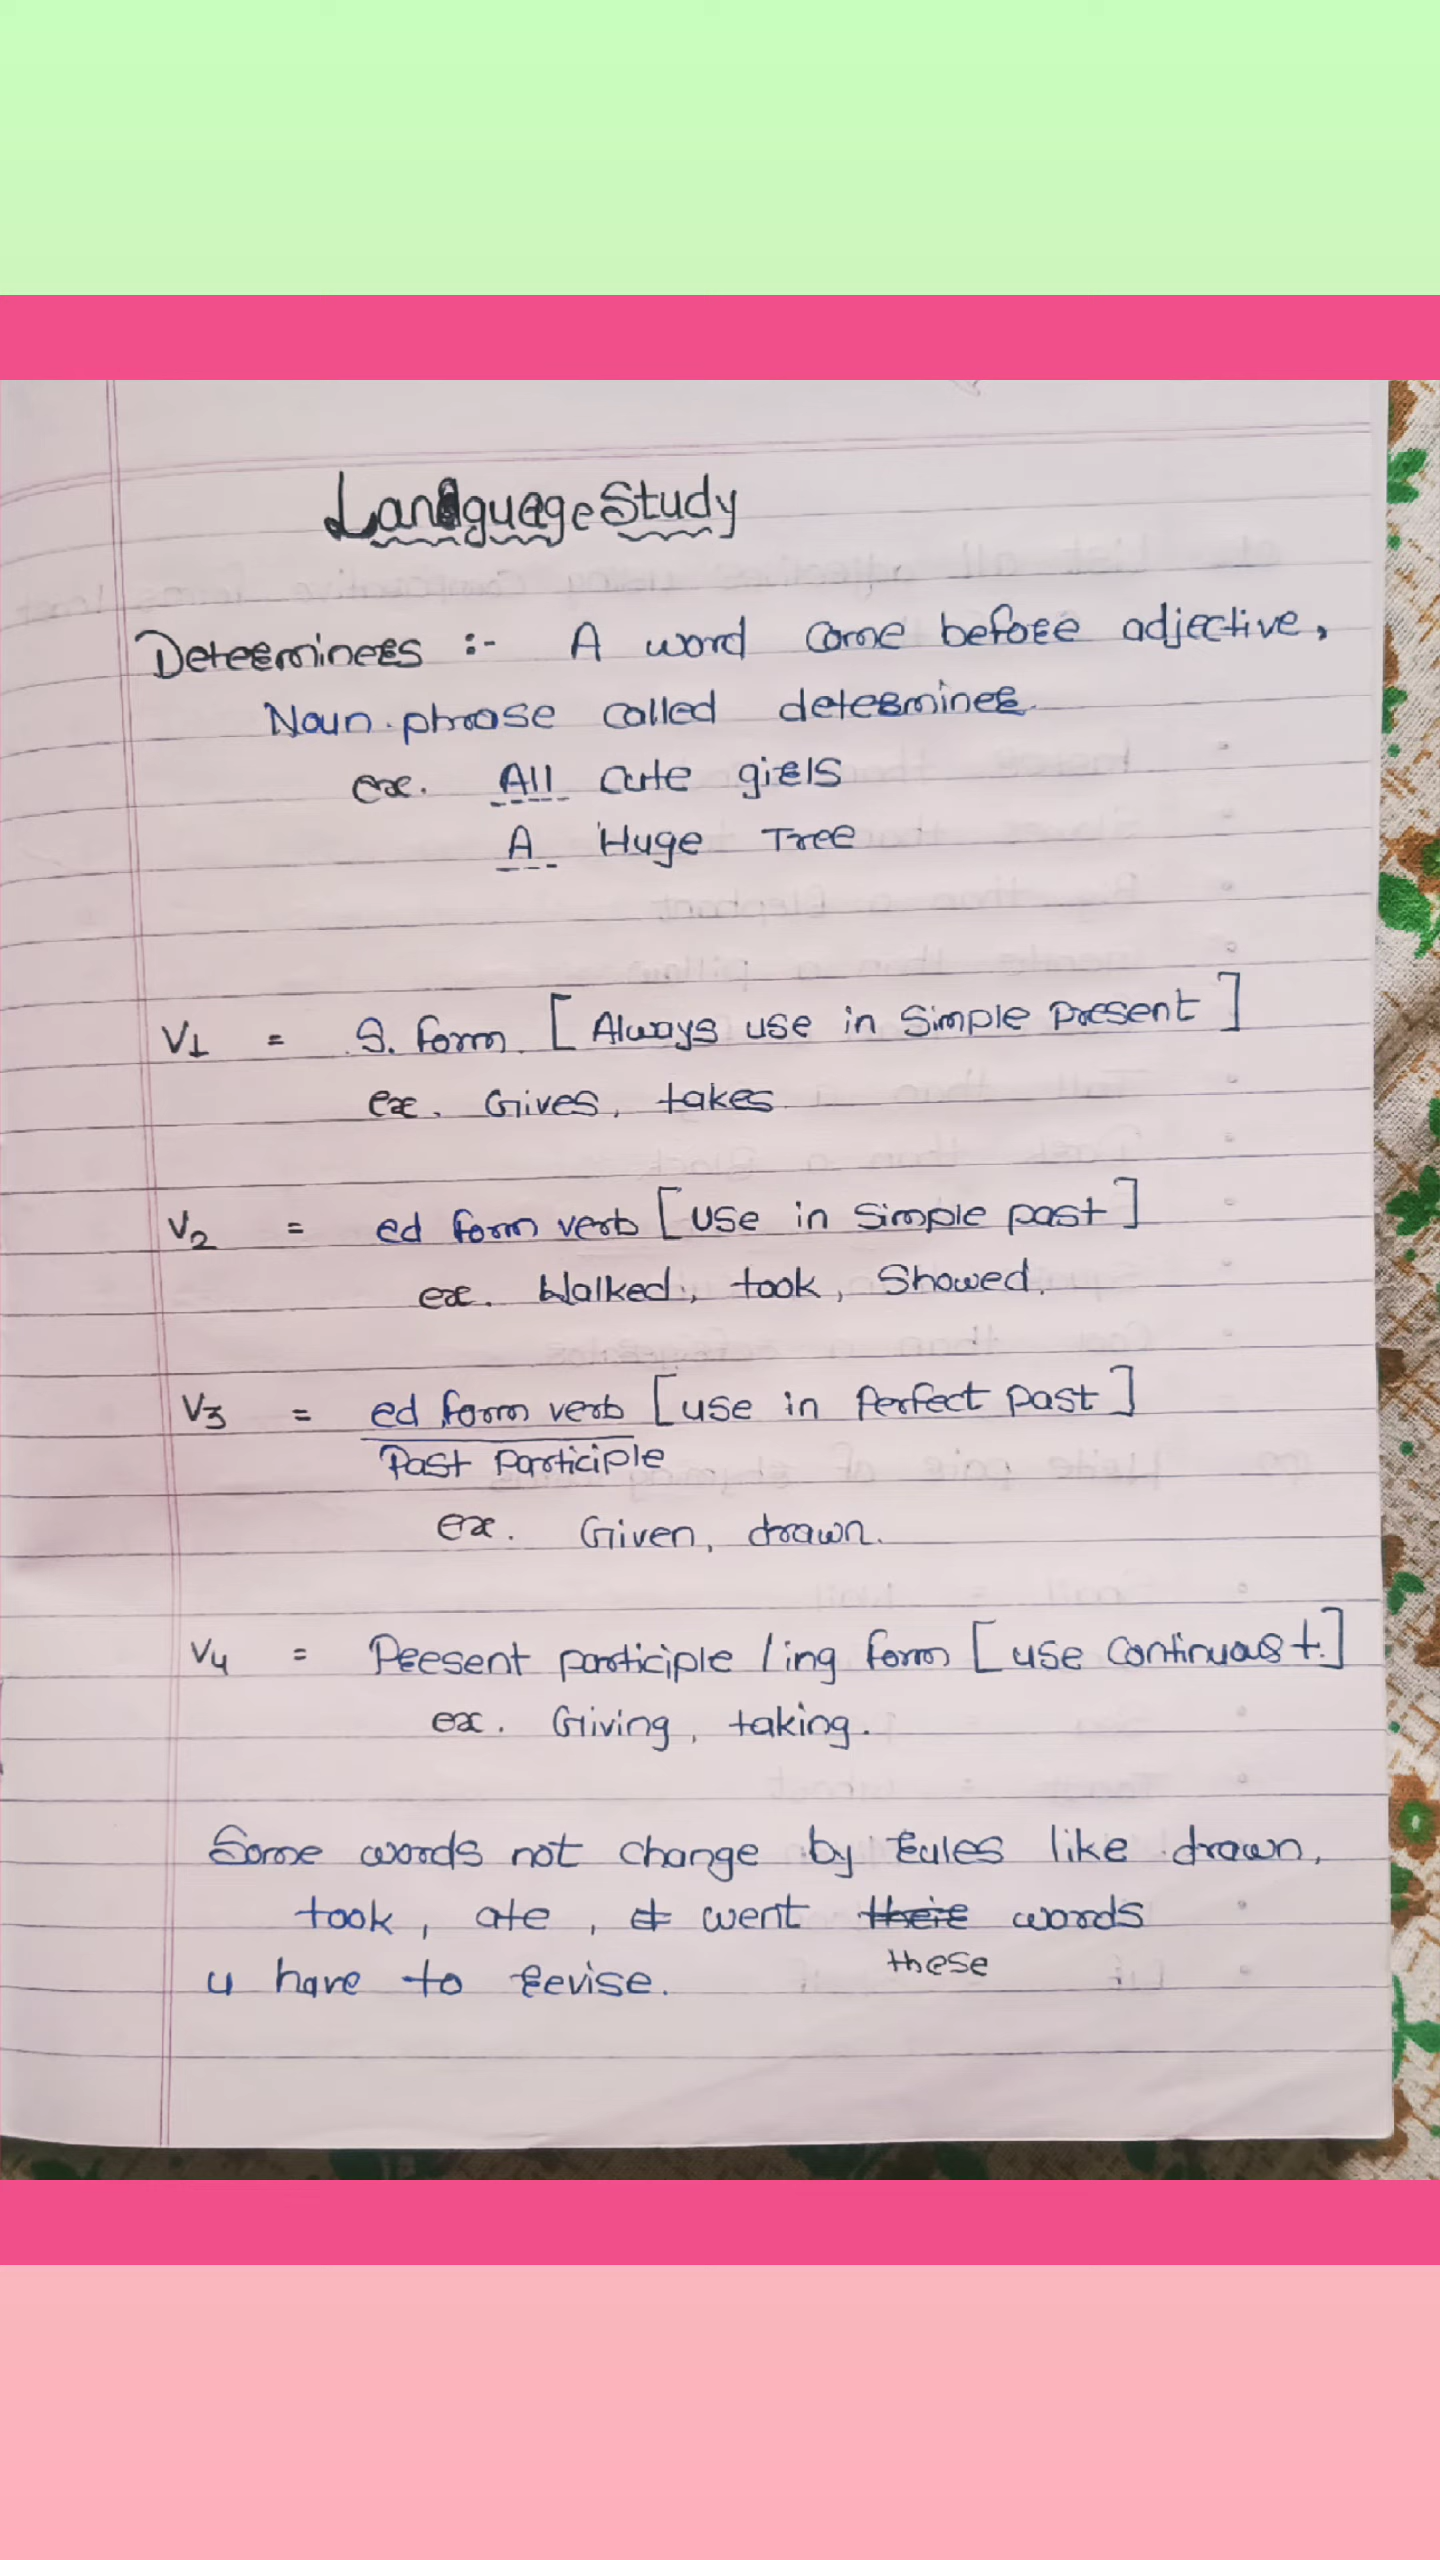 Language Study
Determiners :- A word come before adjective,
Noun phrase called determiner.
ex. All cute girls
A Huge Tree
V1 = S. form [Always use in simple present]
ex. Gives, takes
V2 = ed form verb [use in simple past]
ex. Walked, took, Showed.
V3 = ed form verb [use in Perfect past]
Past Participle
ex. Given, drawn.
V4 = Present participle / ing form [use Continuous t.]
ex. Giving, taking.
Some words not change by rules like drawn,
took, ate, & went their words
these
u have to revise.